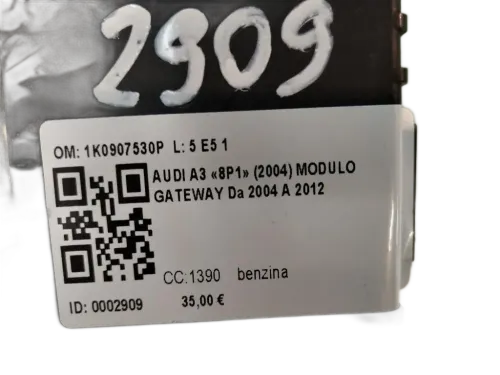 2909
OM: 1K0907530P L: 5 E5 1
AUDI A3 «8P1» (2004) MODULO
GATEWAY Da 2004 A 2012
CC:1390 benzina
ID: 0002909 35,00 €